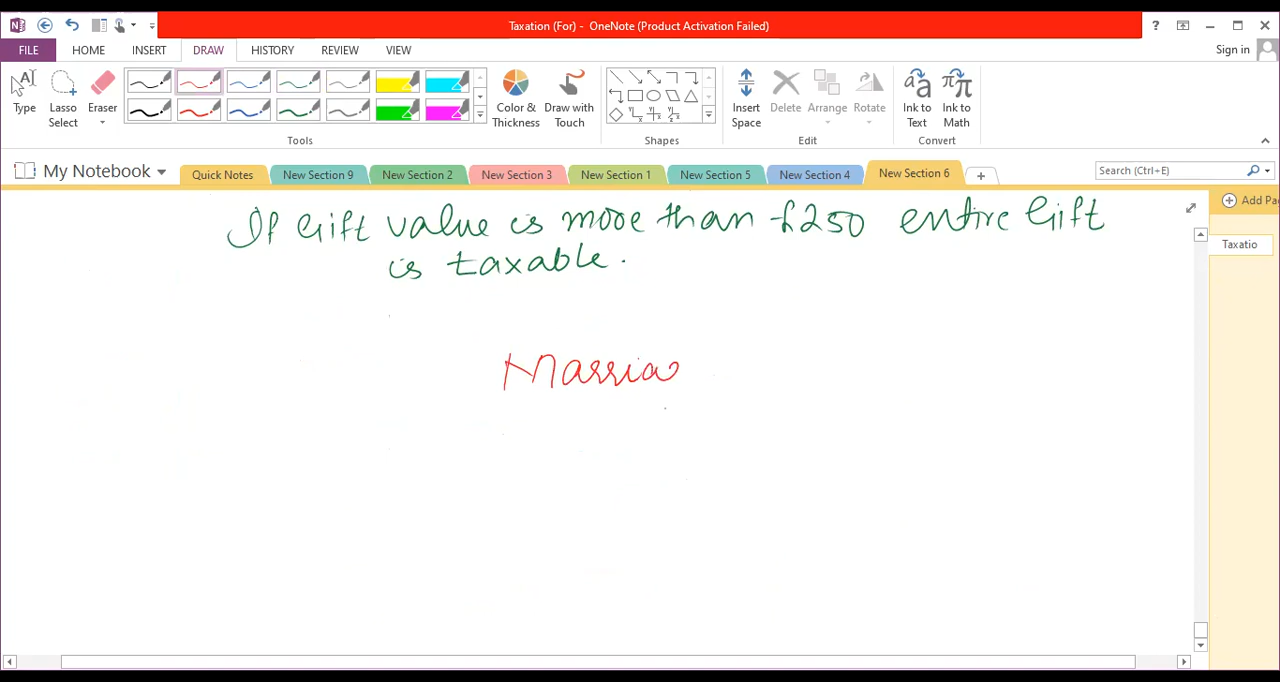 Taxation (For) - OneNote (Product Activation Failed)
?
FILE HOME INSERT DRAW HISTORY REVIEW VIEW
Sign in
Type Lasso Select Eraser Color & Thickness Draw with Touch Insert Space Delete Arrange Rotate Ink to Text Ink to Math
Tools Shapes Edit Convert
My Notebook Quick Notes New Section 9 New Section 2 New Section 3 New Section 1 New Section 5 New Section 4 New Section 6 Search (Ctrl+E)
Add Pa
Taxatio
If Gift value is more than £250 entire Gift
is taxable.
Marria